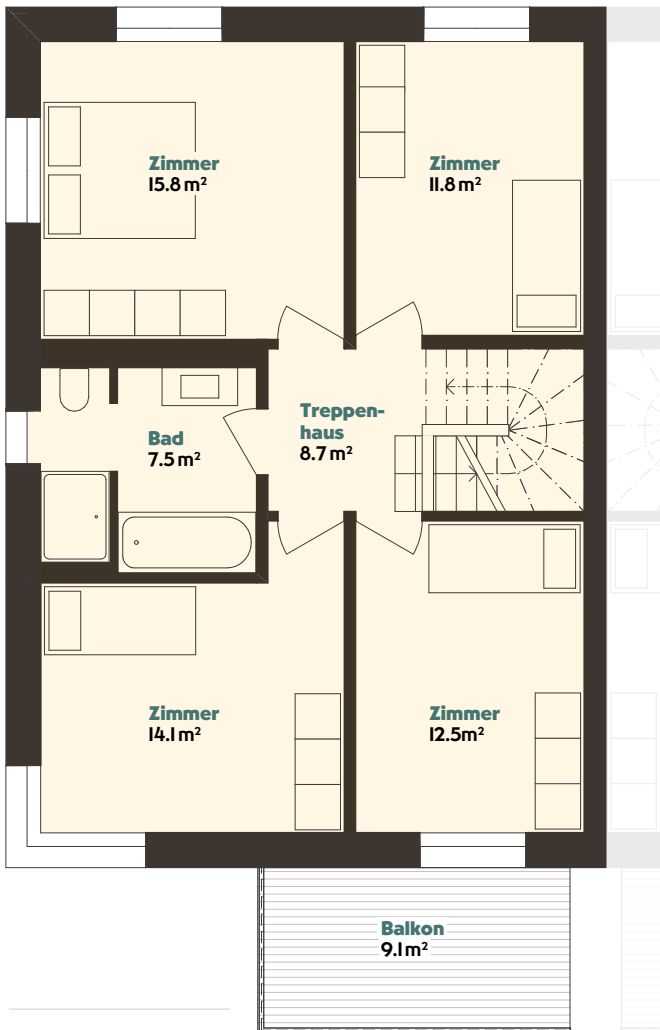 Zimmer
15.8 m²
Zimmer
11.8 m²
Treppen-
haus
8.7 m²
Bad
7.5 m²
Zimmer
14.1 m²
Zimmer
12.5m²
Balkon
9.1 m²